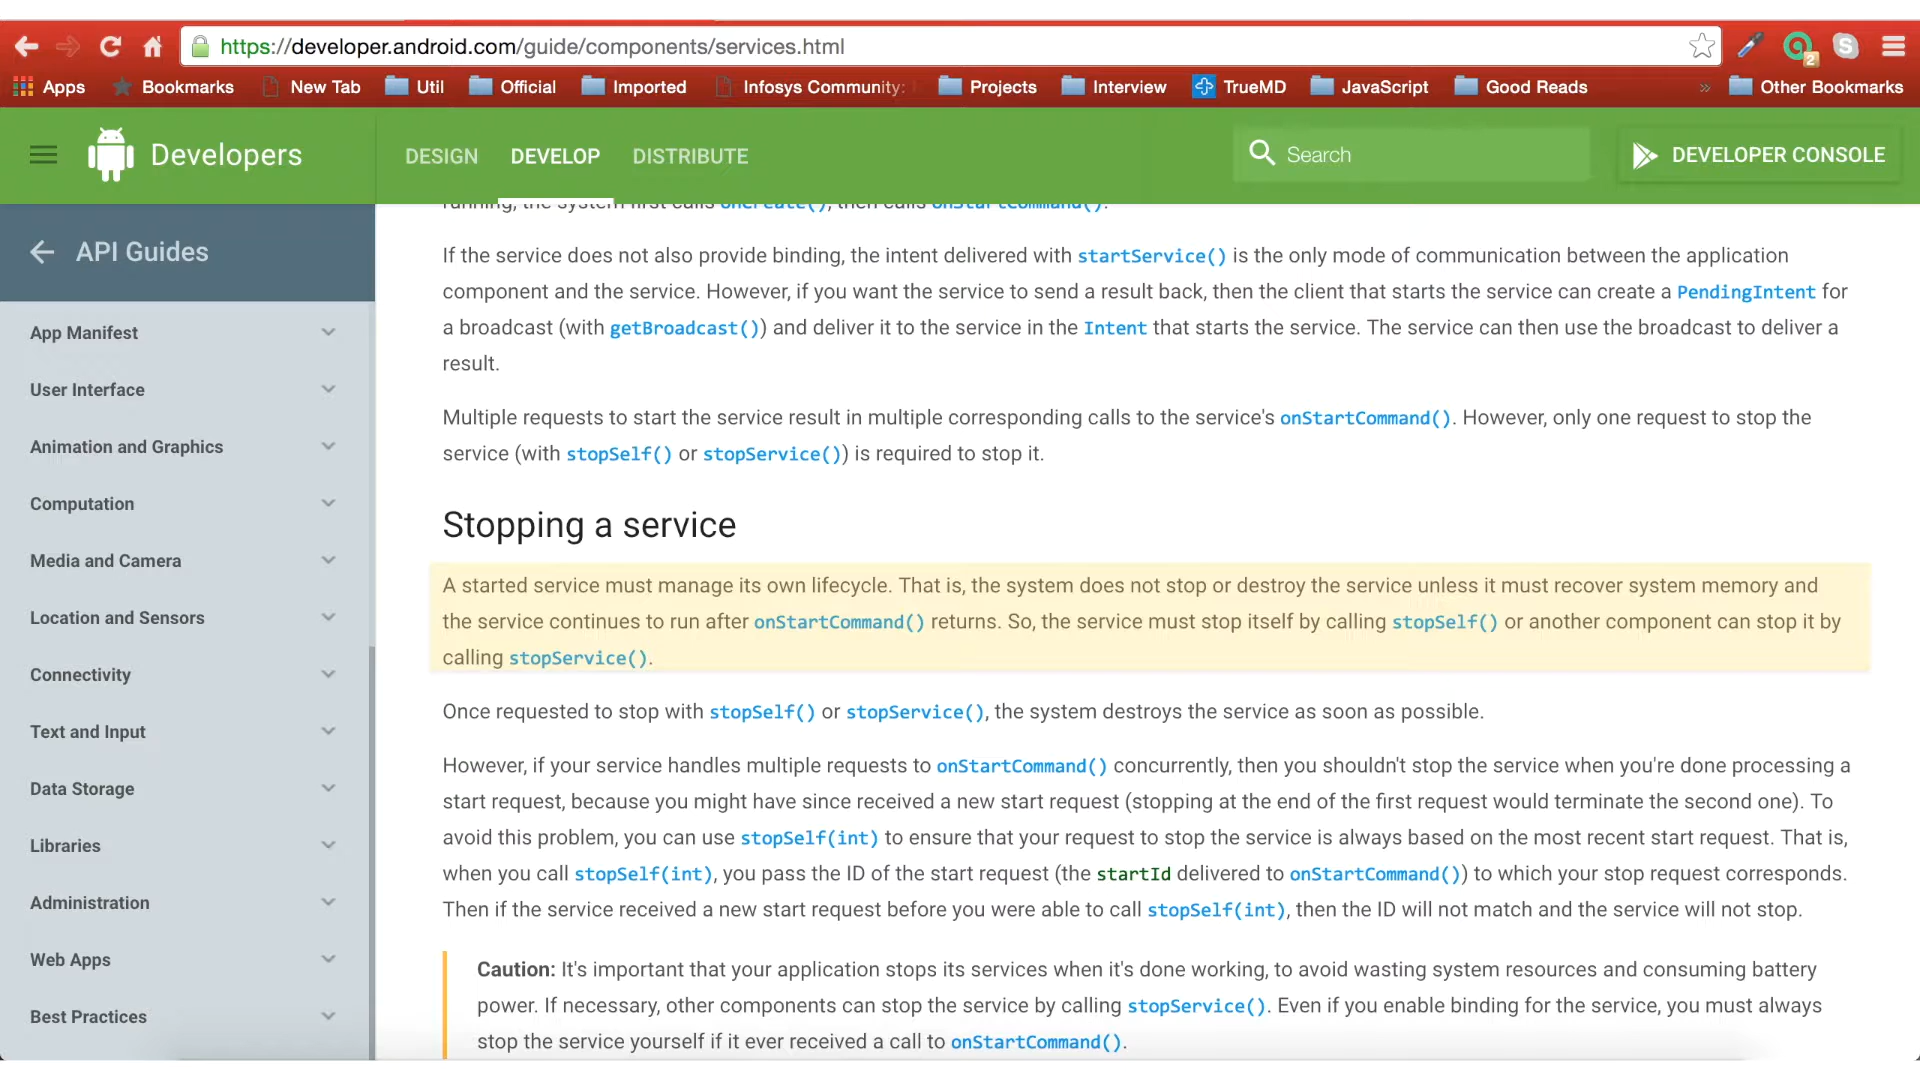 https://developer.android.com/guide/components/services.html
2
S
Apps Bookmarks New Tab Util Official Imported Infosys Community: Projects Interview TrueMD JavaScript Good Reads » Other Bookmarks
Developers DESIGN DEVELOP DISTRIBUTE Search DEVELOPER CONSOLE
API Guides
App Manifest
User Interface
Animation and Graphics
Computation
Media and Camera
Location and Sensors
Connectivity
Text and Input
Data Storage
Libraries
Administration
Web Apps
Best Practices
running, the system first calls onCreate(), then calls onStartCommand().
If the service does not also provide binding, the intent delivered with startService() is the only mode of communication between the application
component and the service. However, if you want the service to send a result back, then the client that starts the service can create a PendingIntent for
a broadcast (with getBroadcast()) and deliver it to the service in the Intent that starts the service. The service can then use the broadcast to deliver a
result.
Multiple requests to start the service result in multiple corresponding calls to the service's onStartCommand(). However, only one request to stop the
service (with stopSelf() or stopService()) is required to stop it.
Stopping a service
A started service must manage its own lifecycle. That is, the system does not stop or destroy the service unless it must recover system memory and
the service continues to run after onStartCommand() returns. So, the service must stop itself by calling stopSelf() or another component can stop it by
calling stopService().
Once requested to stop with stopSelf() or stopService(), the system destroys the service as soon as possible.
However, if your service handles multiple requests to onStartCommand() concurrently, then you shouldn't stop the service when you're done processing a
start request, because you might have since received a new start request (stopping at the end of the first request would terminate the second one). To
avoid this problem, you can use stopSelf(int) to ensure that your request to stop the service is always based on the most recent start request. That is,
when you call stopSelf(int), you pass the ID of the start request (the startId delivered to onStartCommand()) to which your stop request corresponds.
Then if the service received a new start request before you were able to call stopSelf(int), then the ID will not match and the service will not stop.
Caution: It's important that your application stops its services when it's done working, to avoid wasting system resources and consuming battery
power. If necessary, other components can stop the service by calling stopService(). Even if you enable binding for the service, you must always
stop the service yourself if it ever received a call to onStartCommand().